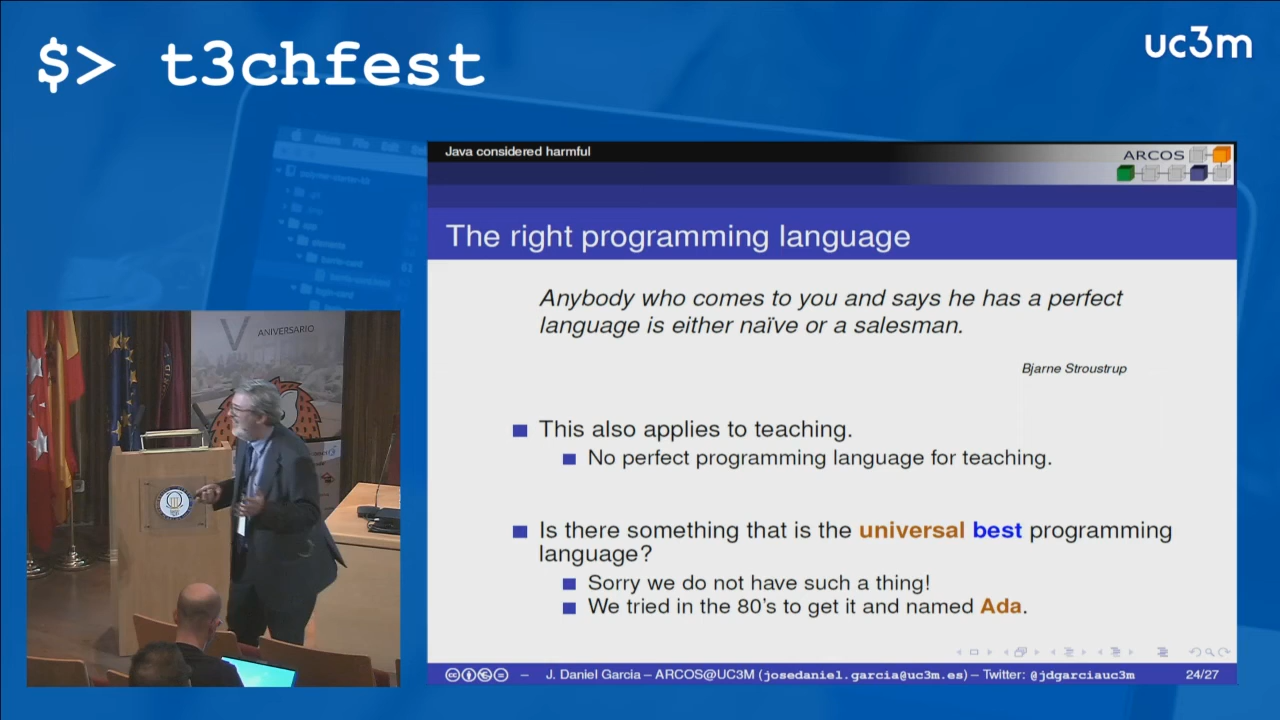 $> t3chfest
uc3m
Java considered harmful
ARCOS
The right programming language
Anybody who comes to you and says he has a perfect
language is either naïve or a salesman.
Bjarne Stroustrup
This also applies to teaching.
No perfect programming language for teaching.
Is there something that is the universal best programming
language?
Sorry we do not have such a thing!
We tried in the 80's to get it and named Ada.
J. Daniel Garcia – ARCOS@UC3M (josedaniel.garcia@uc3m.es) – Twitter: @jdgarciauc3m
24/27
V
ANIVERSARIO